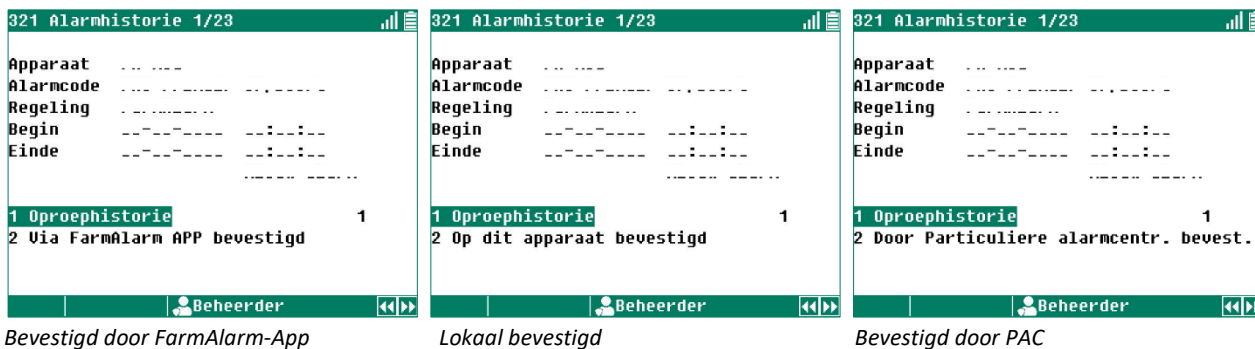 321 Alarmhistorie 1/23
Apparaat
Alarmcode
Regeling
Begin __-__-____ __:__:__
Einde __-__-____ __:__:__
1 Oproephistorie 1
2 Via FarmAlarm APP bevestigd
Beheerder
Bevestigd door FarmAlarm-App
321 Alarmhistorie 1/23
Apparaat
Alarmcode
Regeling
Begin __-__-____ __:__:__
Einde __-__-____ __:__:__
1 Oproephistorie 1
2 Op dit apparaat bevestigd
Beheerder
Lokaal bevestigd
321 Alarmhistorie 1/23
Apparaat
Alarmcode
Regeling
Begin __-__-____ __:__:__
Einde __-__-____ __:__:__
1 Oproephistorie 1
2 Door Particuliere alarmcentr. bevest.
Beheerder
Bevestigd door PAC